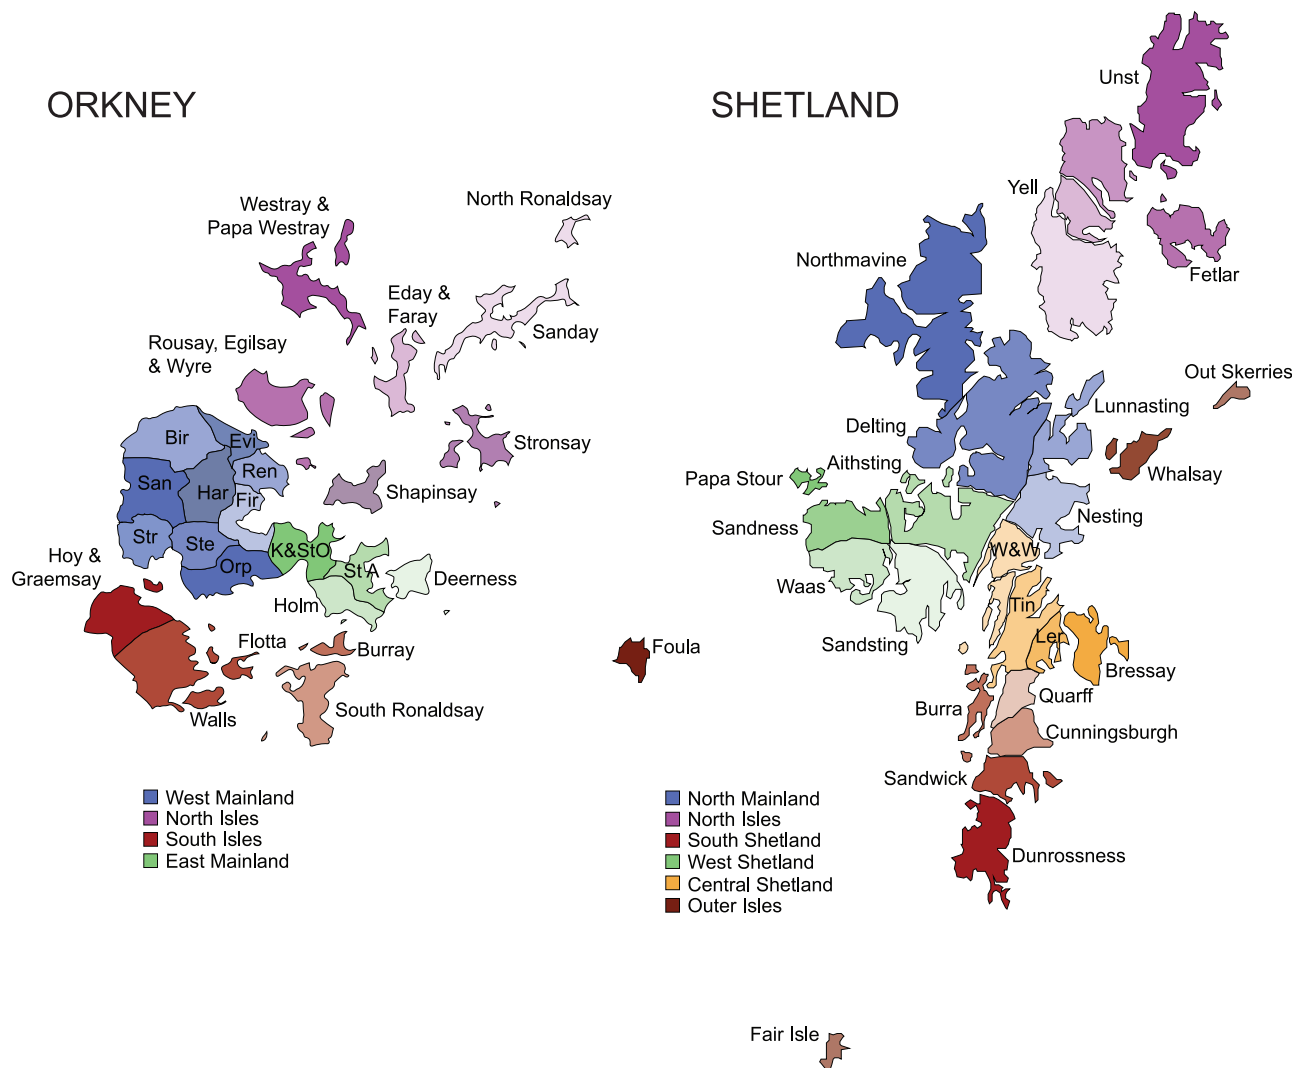 ORKNEY
SHETLAND
Unst
Yell
Fetlar
Northmavine
Out Skerries
Lunnasting
Delting
Aithsting
Papa Stour
Whalsay
Sandness
Nesting
W&W
Waas
Tin
Sandsting
Ler
Foula
Bressay
Quarff
Burra
Cunningsburgh
Sandwick
Dunrossness
Fair Isle
North Ronaldsay
Westray &
Papa Westray
Eday &
Faray
Sanday
Rousay, Egilsay
& Wyre
Stronsay
Shapinsay
Bir
Evi
Ren
San
Har
Fir
Str
Ste
Orp
K&StO
St A
Deerness
Holm
Hoy &
Graemsay
Flotta
Burray
Walls
South Ronaldsay
West Mainland
North Isles
South Isles
East Mainland
North Mainland
North Isles
South Shetland
West Shetland
Central Shetland
Outer Isles